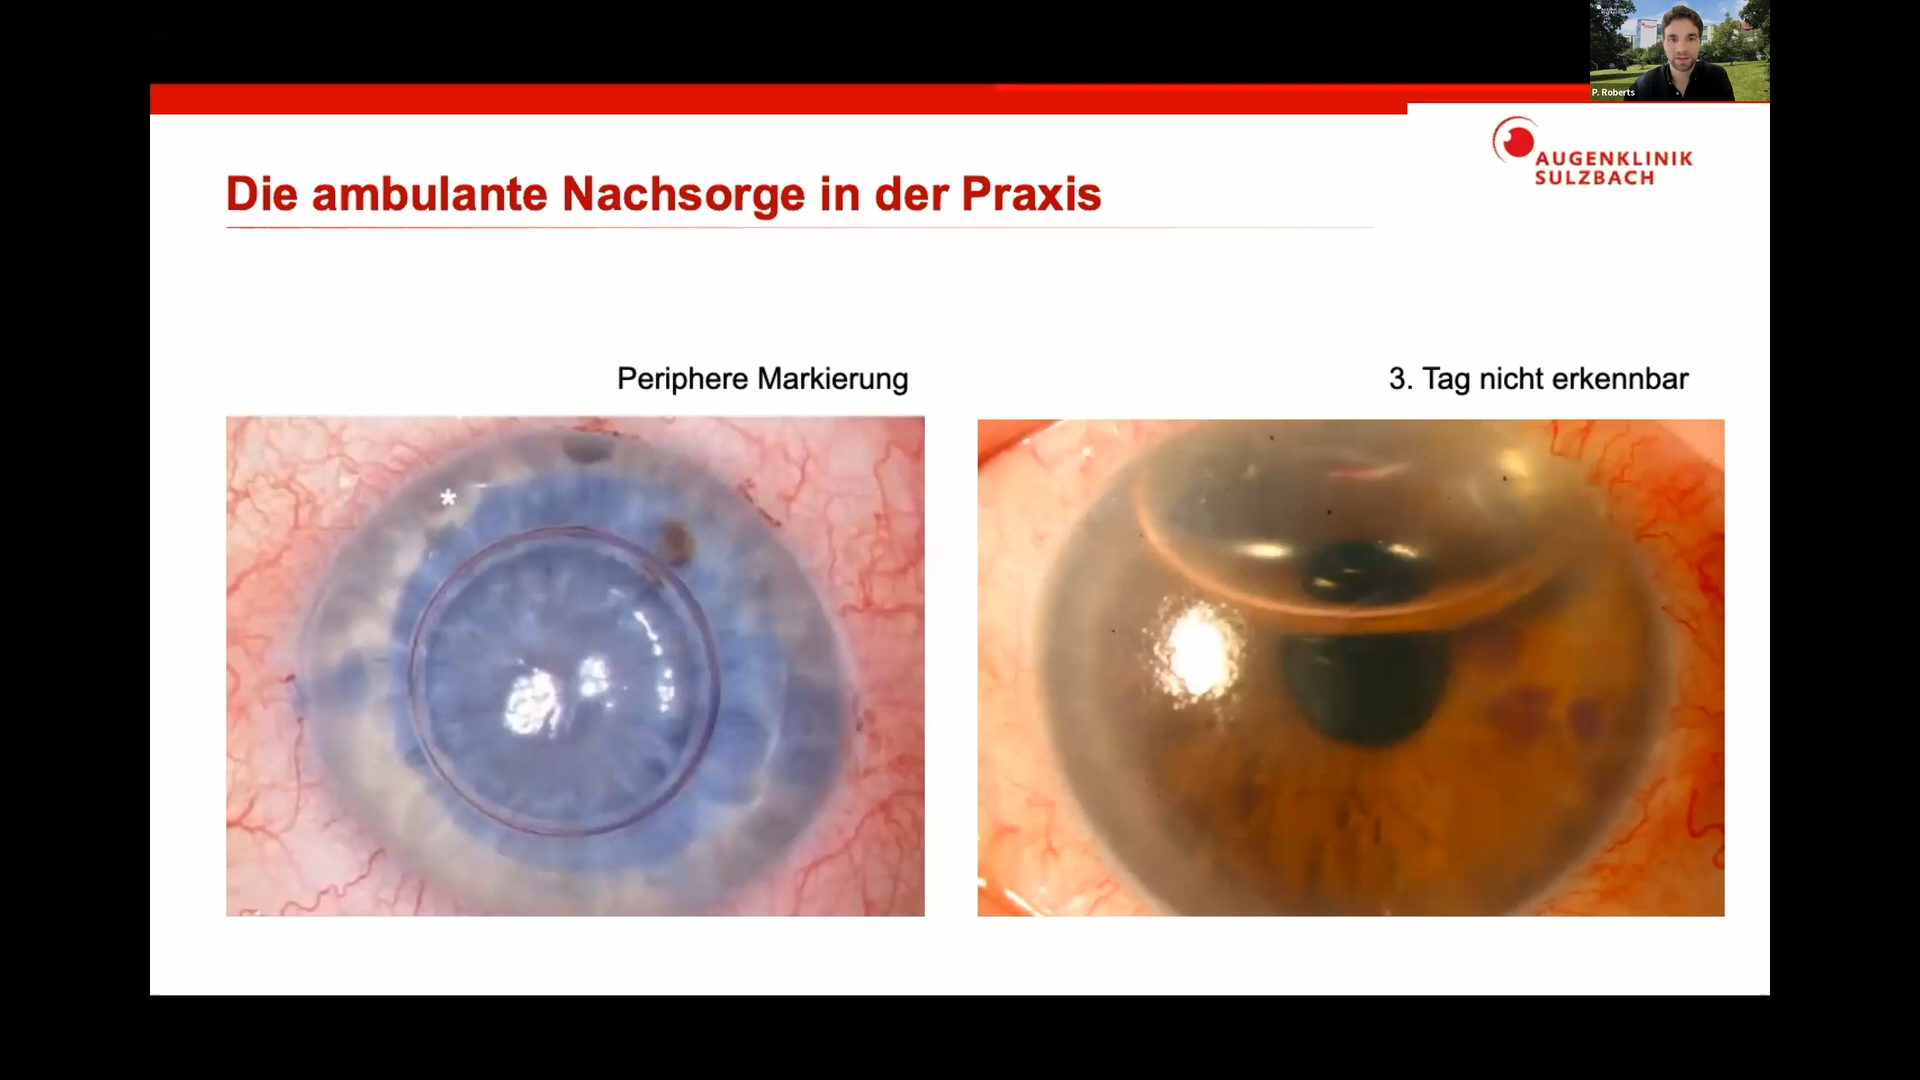 P. Roberts
AUGENKLINIK
SULZBACH
Die ambulante Nachsorge in der Praxis
Periphere Markierung
3. Tag nicht erkennbar
*